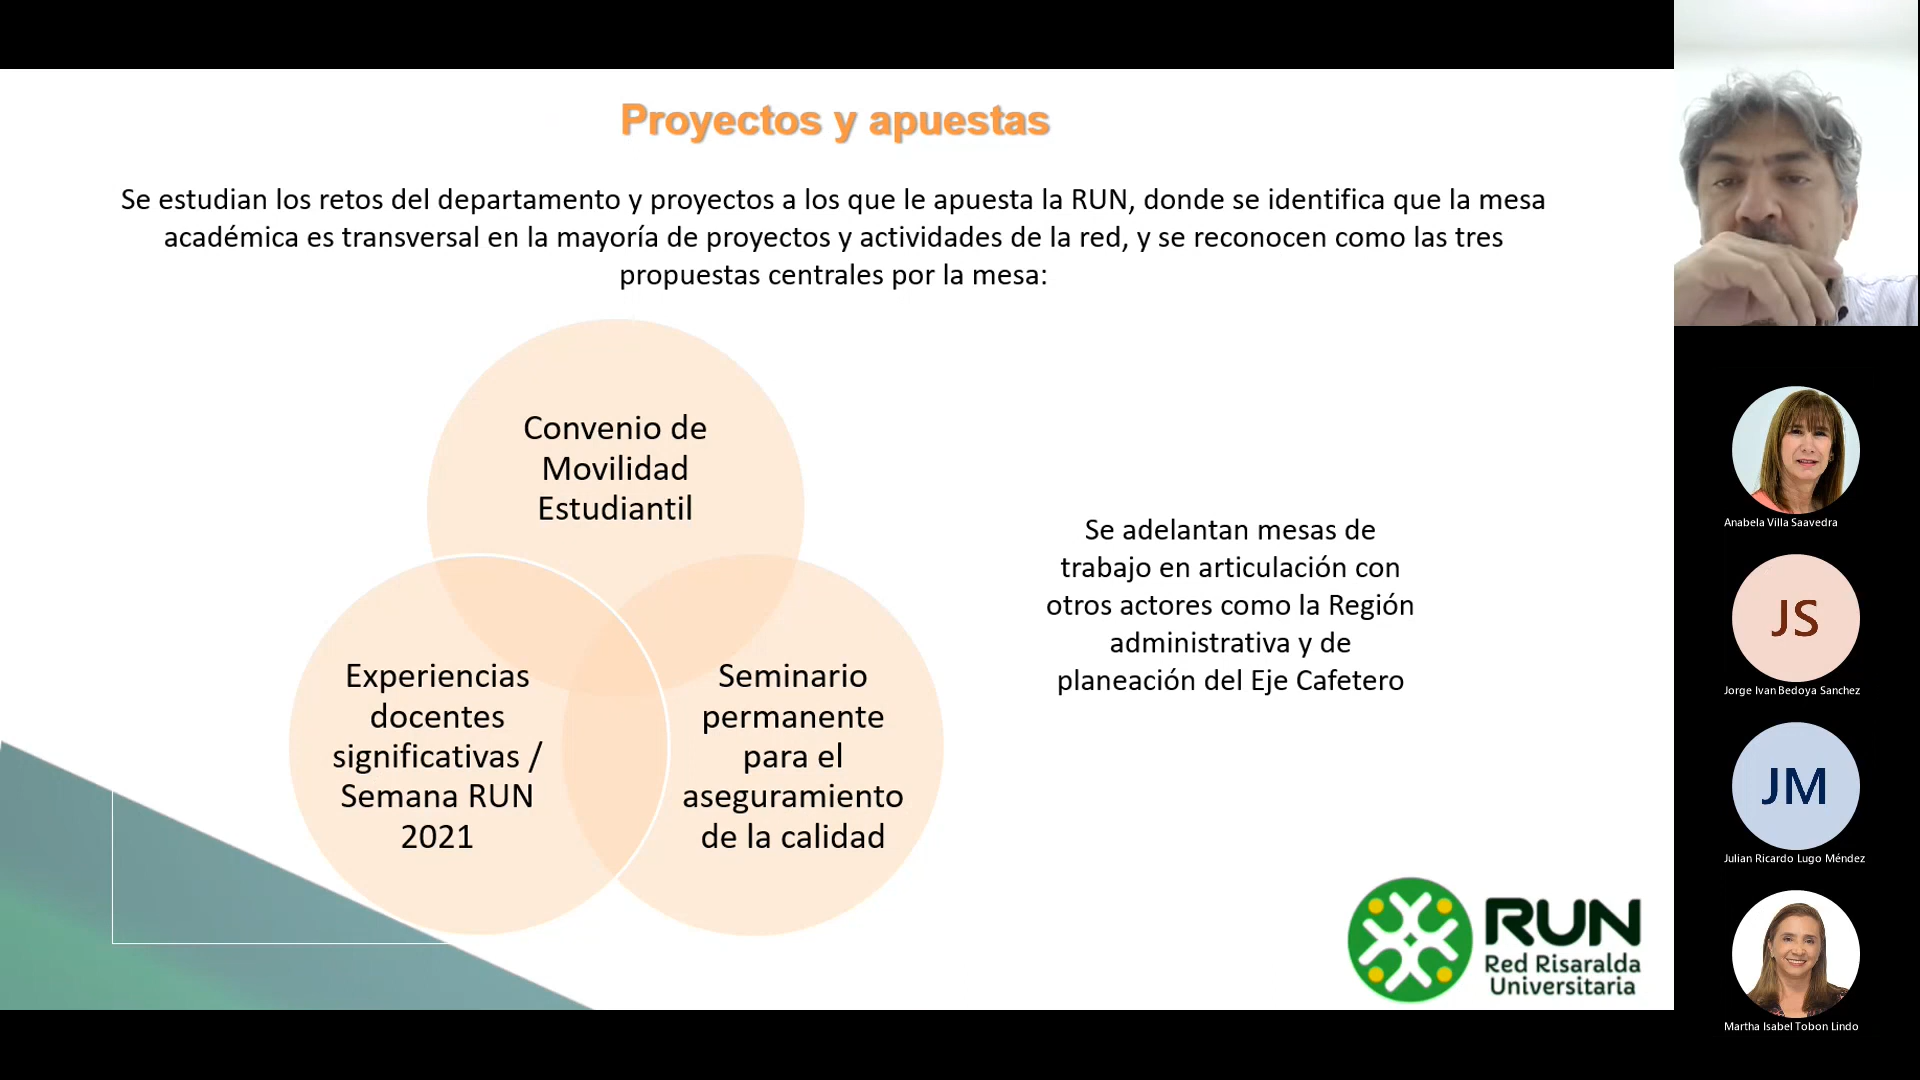 Proyectos y apuestas
Se estudian los retos del departamento y proyectos a los que le apuesta la RUN, donde se identifica que la mesa
académica es transversal en la mayoría de proyectos y actividades de la red, y se reconocen como las tres
propuestas centrales por la mesa:
Convenio de
Movilidad
Estudiantil
Experiencias
docentes
significativas /
Semana RUN
2021
Seminario
permanente
para el
aseguramiento
de la calidad
Se adelantan mesas de
trabajo en articulación con
otros actores como la Región
administrativa y de
planeación del Eje Cafetero
RUN
Red Risaralda
Universitaria
Anabela Villa Saavedra
JS
Jorge Ivan Bedoya Sanchez
JM
Julian Ricardo Lugo Méndez
Martha Isabel Tobon Lindo